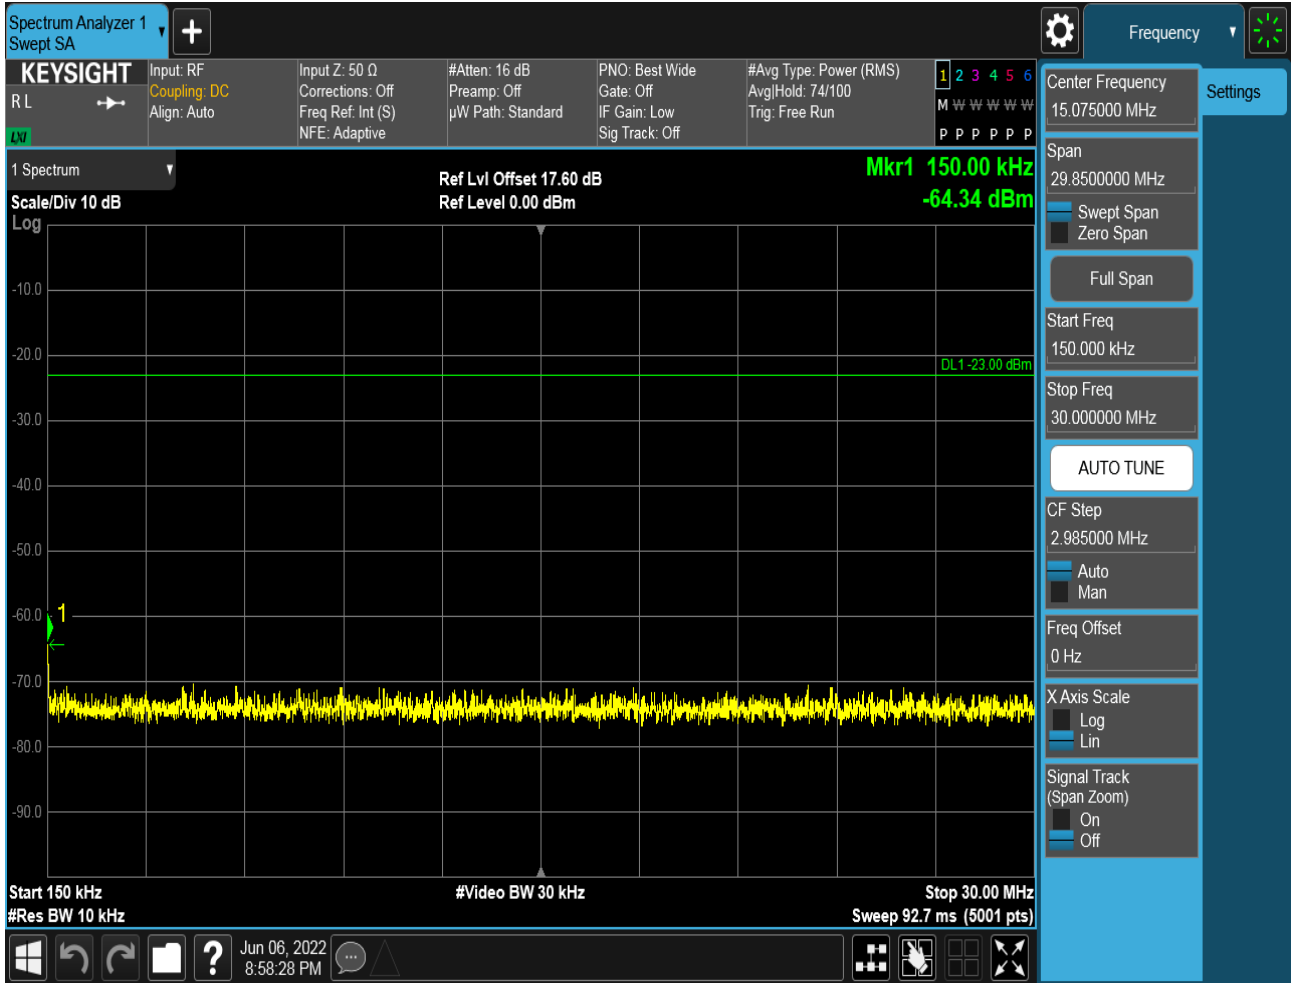 Spectrum Analyzer 1
Swept SA
Frequency
KEYSIGHT
R L
LXI
Input: RF
Coupling: DC
Align: Auto
Input Z: 50 Ω
Corrections: Off
Freq Ref: Int (S)
NFE: Adaptive
#Atten: 16 dB
Preamp: Off
µW Path: Standard
PNO: Best Wide
Gate: Off
IF Gain: Low
Sig Track: Off
#Avg Type: Power (RMS)
Avg|Hold: 74/100
Trig: Free Run
1 2 3 4 5 6
M W W W W W
P P P P P P
1 Spectrum
Scale/Div 10 dB
Log
Ref Lvl Offset 17.60 dB
Ref Level 0.00 dBm
Mkr1 150.00 kHz
-64.34 dBm
-10.0
-20.0
DL1 -23.00 dBm
-30.0
-40.0
-50.0
-60.0
1
-70.0
-80.0
-90.0
Start 150 kHz
#Res BW 10 kHz
#Video BW 30 kHz
Stop 30.00 MHz
Sweep 92.7 ms (5001 pts)
Center Frequency
15.075000 MHz
Span
29.8500000 MHz
Swept Span
Zero Span
Full Span
Start Freq
150.000 kHz
Stop Freq
30.000000 MHz
AUTO TUNE
CF Step
2.985000 MHz
Auto
Man
Freq Offset
0 Hz
X Axis Scale
Log
Lin
Signal Track
(Span Zoom)
On
Off
Settings
?
Jun 06, 2022
8:58:28 PM